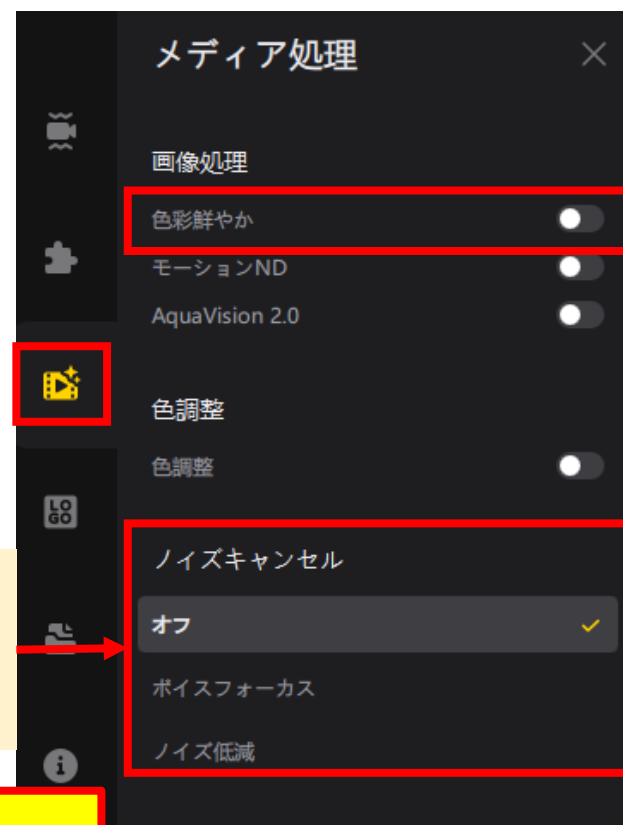 メディア処理
画像処理
色彩鮮やか
モーションND
AquaVision 2.0
色調整
色調整
LO
GO
ノイズキャンセル
オフ
ボイスフォーカス
ノイズ低減